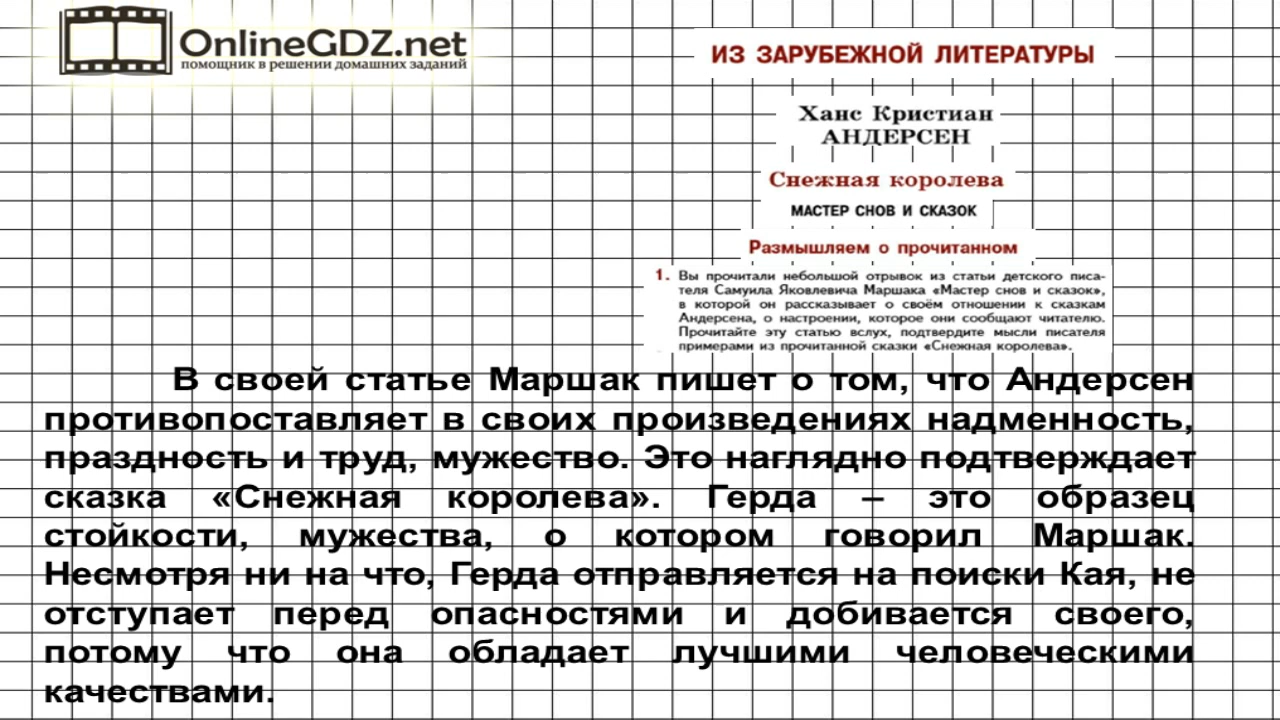 OnlineGDZ.net
помощник в решении домашних заданий
ИЗ ЗАРУБЕЖНОЙ ЛИТЕРАТУРЫ
Ханс Кристиан
АНДЕРСЕН
Снежная королева
МАСТЕР СНОВ И СКАЗОК
Размышляем о прочитанном
1. Вы прочитали небольшой отрывок из статьи детского писа-
теля Самуила Яковлевича Маршака «Мастер снов и сказок»,
в которой он рассказывает о своём отношении к сказкам
Андерсена, о настроении, которое они сообщают читателю.
Прочитайте эту статью вслух, подтвердите мысли писателя
примерами из прочитанной сказки «Снежная королева».
В своей статье Маршак пишет о том, что Андерсен
противопоставляет в своих произведениях надменность,
праздность и труд, мужество. Это наглядно подтверждает
сказка «Снежная королева». Герда – это образец
стойкости, мужества, о котором говорил Маршак.
Несмотря ни на что, Герда отправляется на поиски Кая, не
отступает перед опасностями и добивается своего,
потому что она обладает лучшими человеческими
качествами.